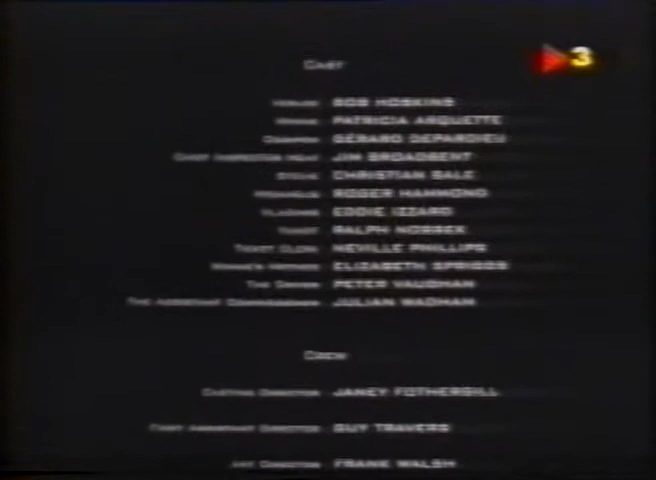 3
CAST
VERLOC BOB HOSKINS
WINNIE PATRICIA ARQUETTE
OSSIPON GÉRARD DEPARDIEU
CHIEF INSPECTOR HEAT JIM BROADBENT
STEVIE CHRISTIAN BALE
MICHAELIS ROGER HAMMOND
VLADIMIR EDDIE IZZARD
YUNDT RALPH NOSSEK
TICKET CLERK NEVILLE PHILLIPS
WINNIE'S MOTHER ELIZABETH SPRIGGS
THE DRIVER PETER VAUGHAN
THE ASSISTANT COMMISSIONER JULIAN WADHAM
CREW
CASTING DIRECTOR JANEY FOTHERGILL
FIRST ASSISTANT DIRECTOR GUY TRAVERS
ART DIRECTOR FRANK WALSH